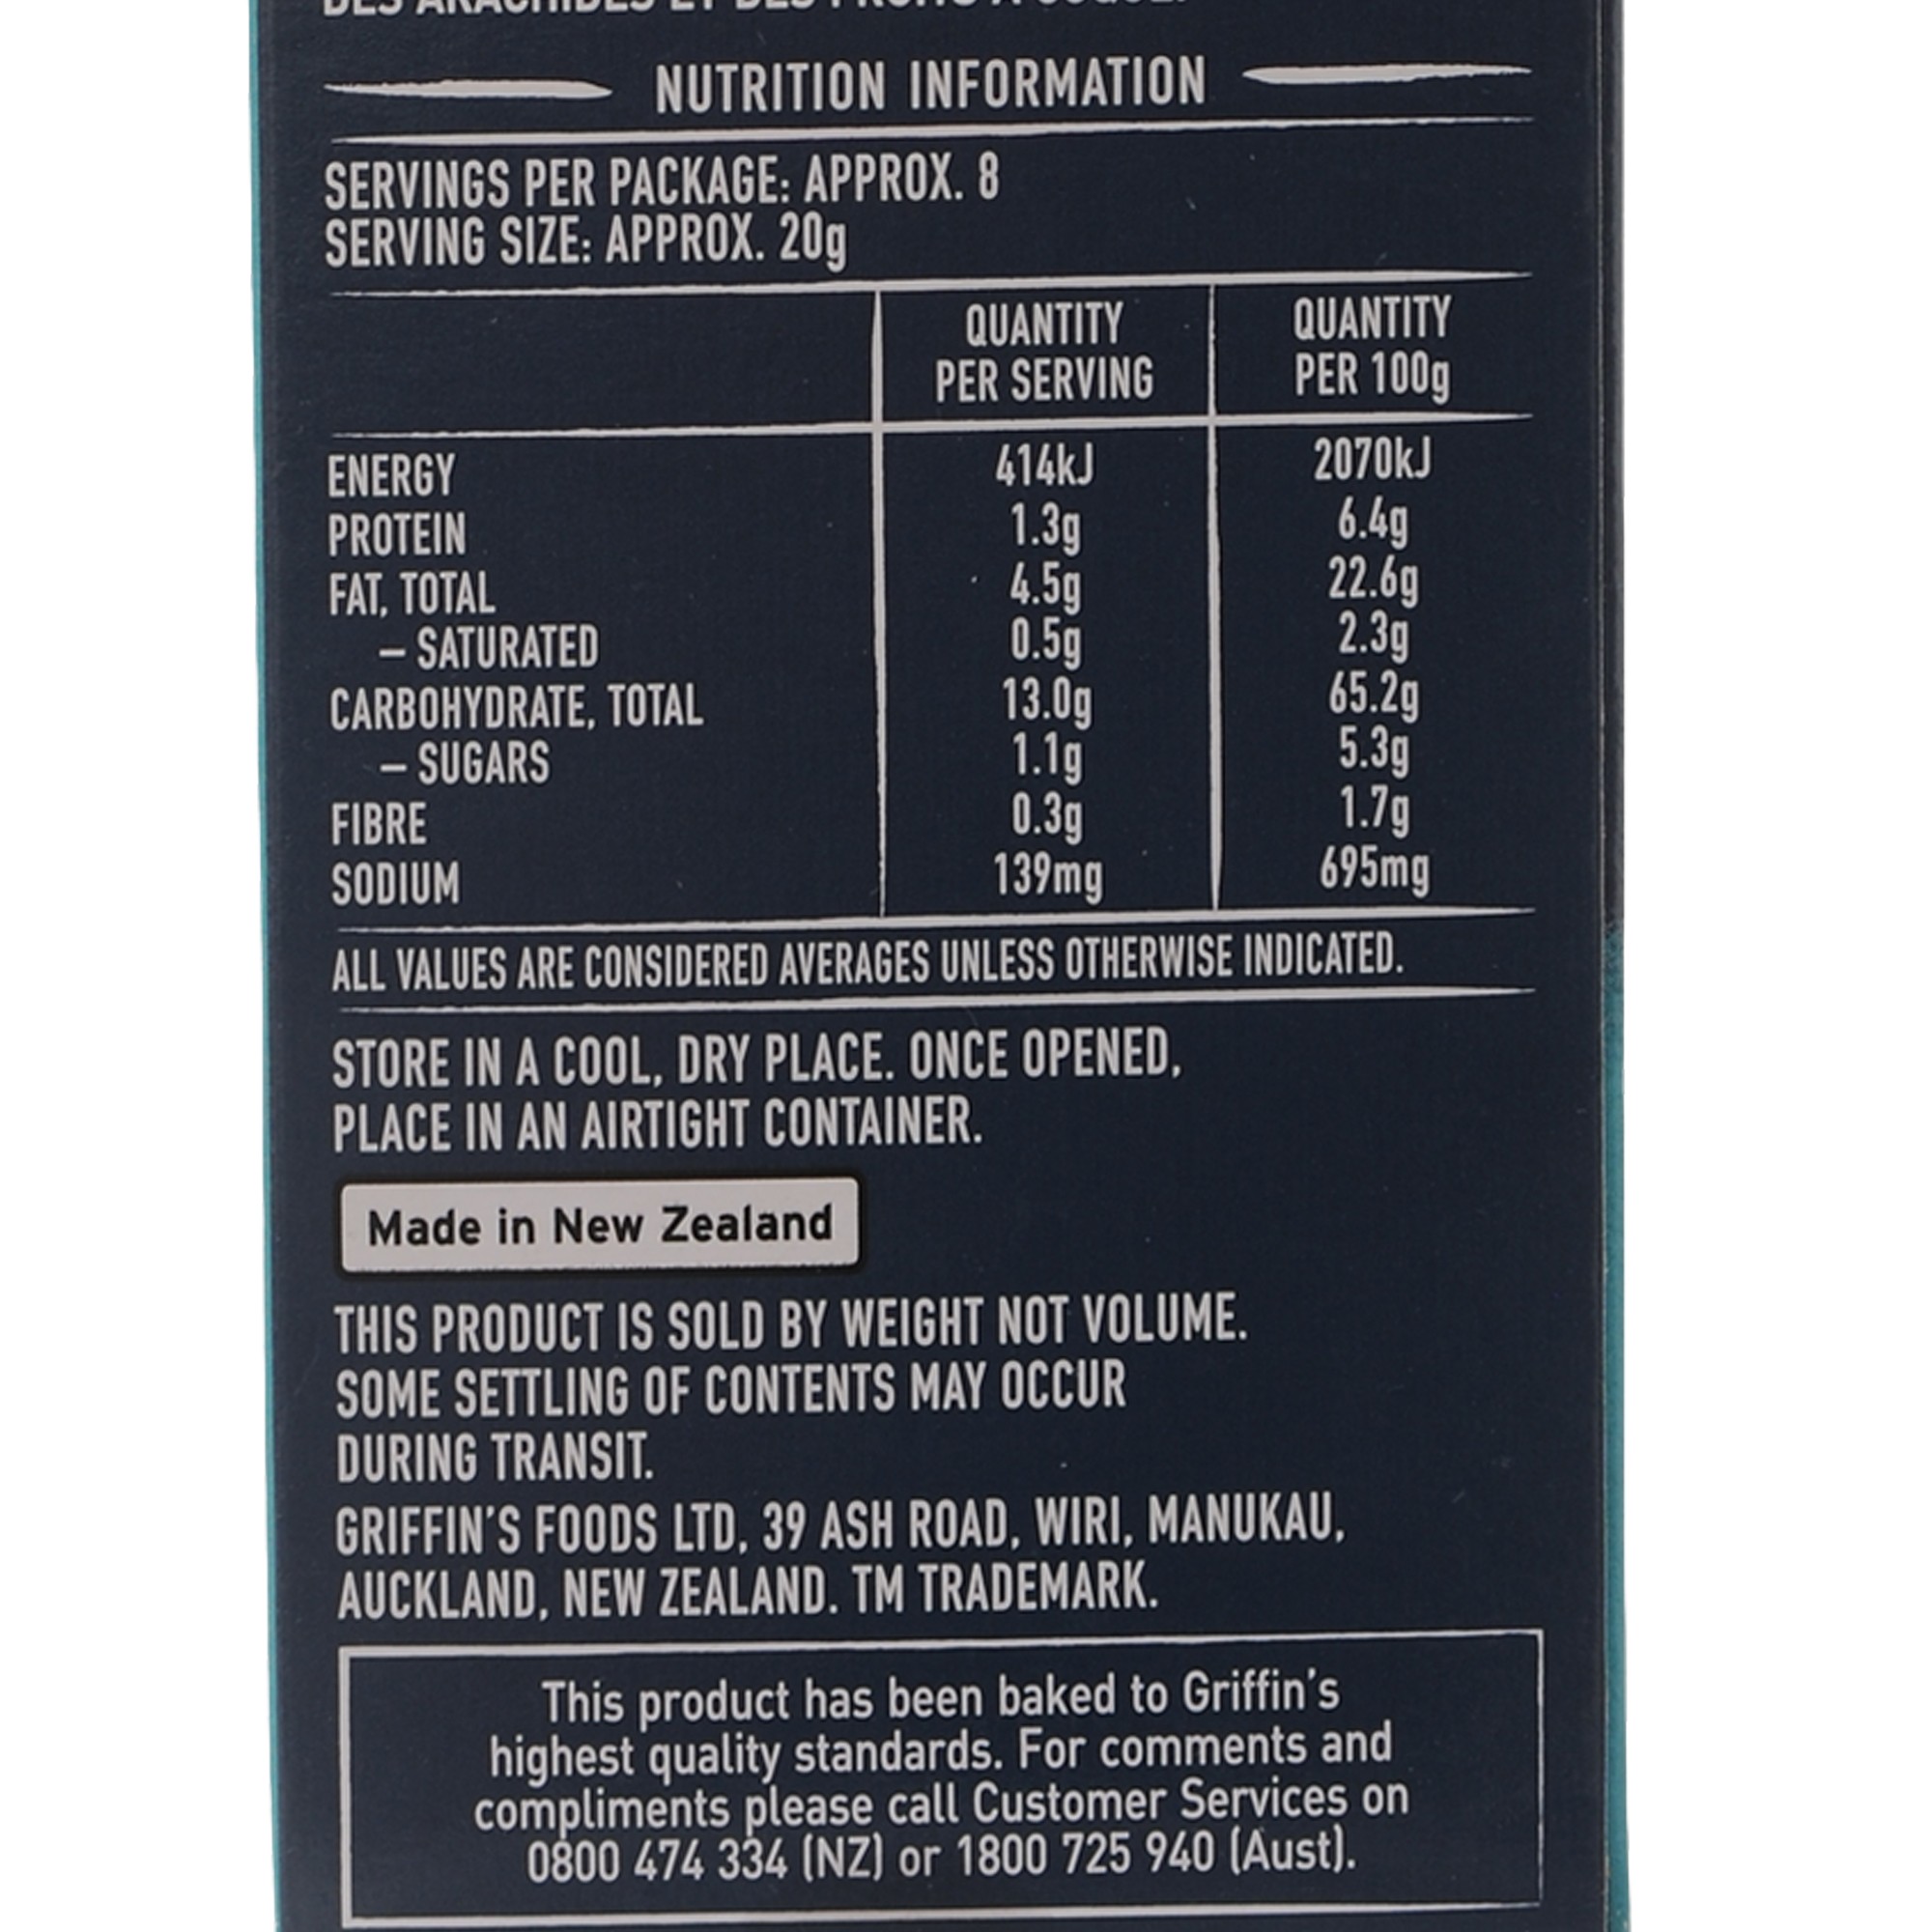 NUTRITION INFORMATION
SERVINGS PER PACKAGE: APPROX. 8
SERVING SIZE: APPROX. 20g
QUANTITY PER SERVING QUANTITY PER 100g
ENERGY 414kJ 2070kJ
PROTEIN 1.3g 6.4g
FAT, TOTAL 4.5g 22.6g
– SATURATED 0.5g 2.3g
CARBOHYDRATE, TOTAL 13.0g 65.2g
– SUGARS 1.1g 5.3g
FIBRE 0.3g 1.7g
SODIUM 139mg 695mg
ALL VALUES ARE CONSIDERED AVERAGES UNLESS OTHERWISE INDICATED.
STORE IN A COOL, DRY PLACE. ONCE OPENED,
PLACE IN AN AIRTIGHT CONTAINER.
Made in New Zealand
THIS PRODUCT IS SOLD BY WEIGHT NOT VOLUME.
SOME SETTLING OF CONTENTS MAY OCCUR
DURING TRANSIT.
GRIFFIN'S FOODS LTD, 39 ASH ROAD, WIRI, MANUKAU,
AUCKLAND, NEW ZEALAND. TM TRADEMARK.
This product has been baked to Griffin's
highest quality standards. For comments and
compliments please call Customer Services on
0800 474 334 (NZ) or 1800 725 940 (Aust).